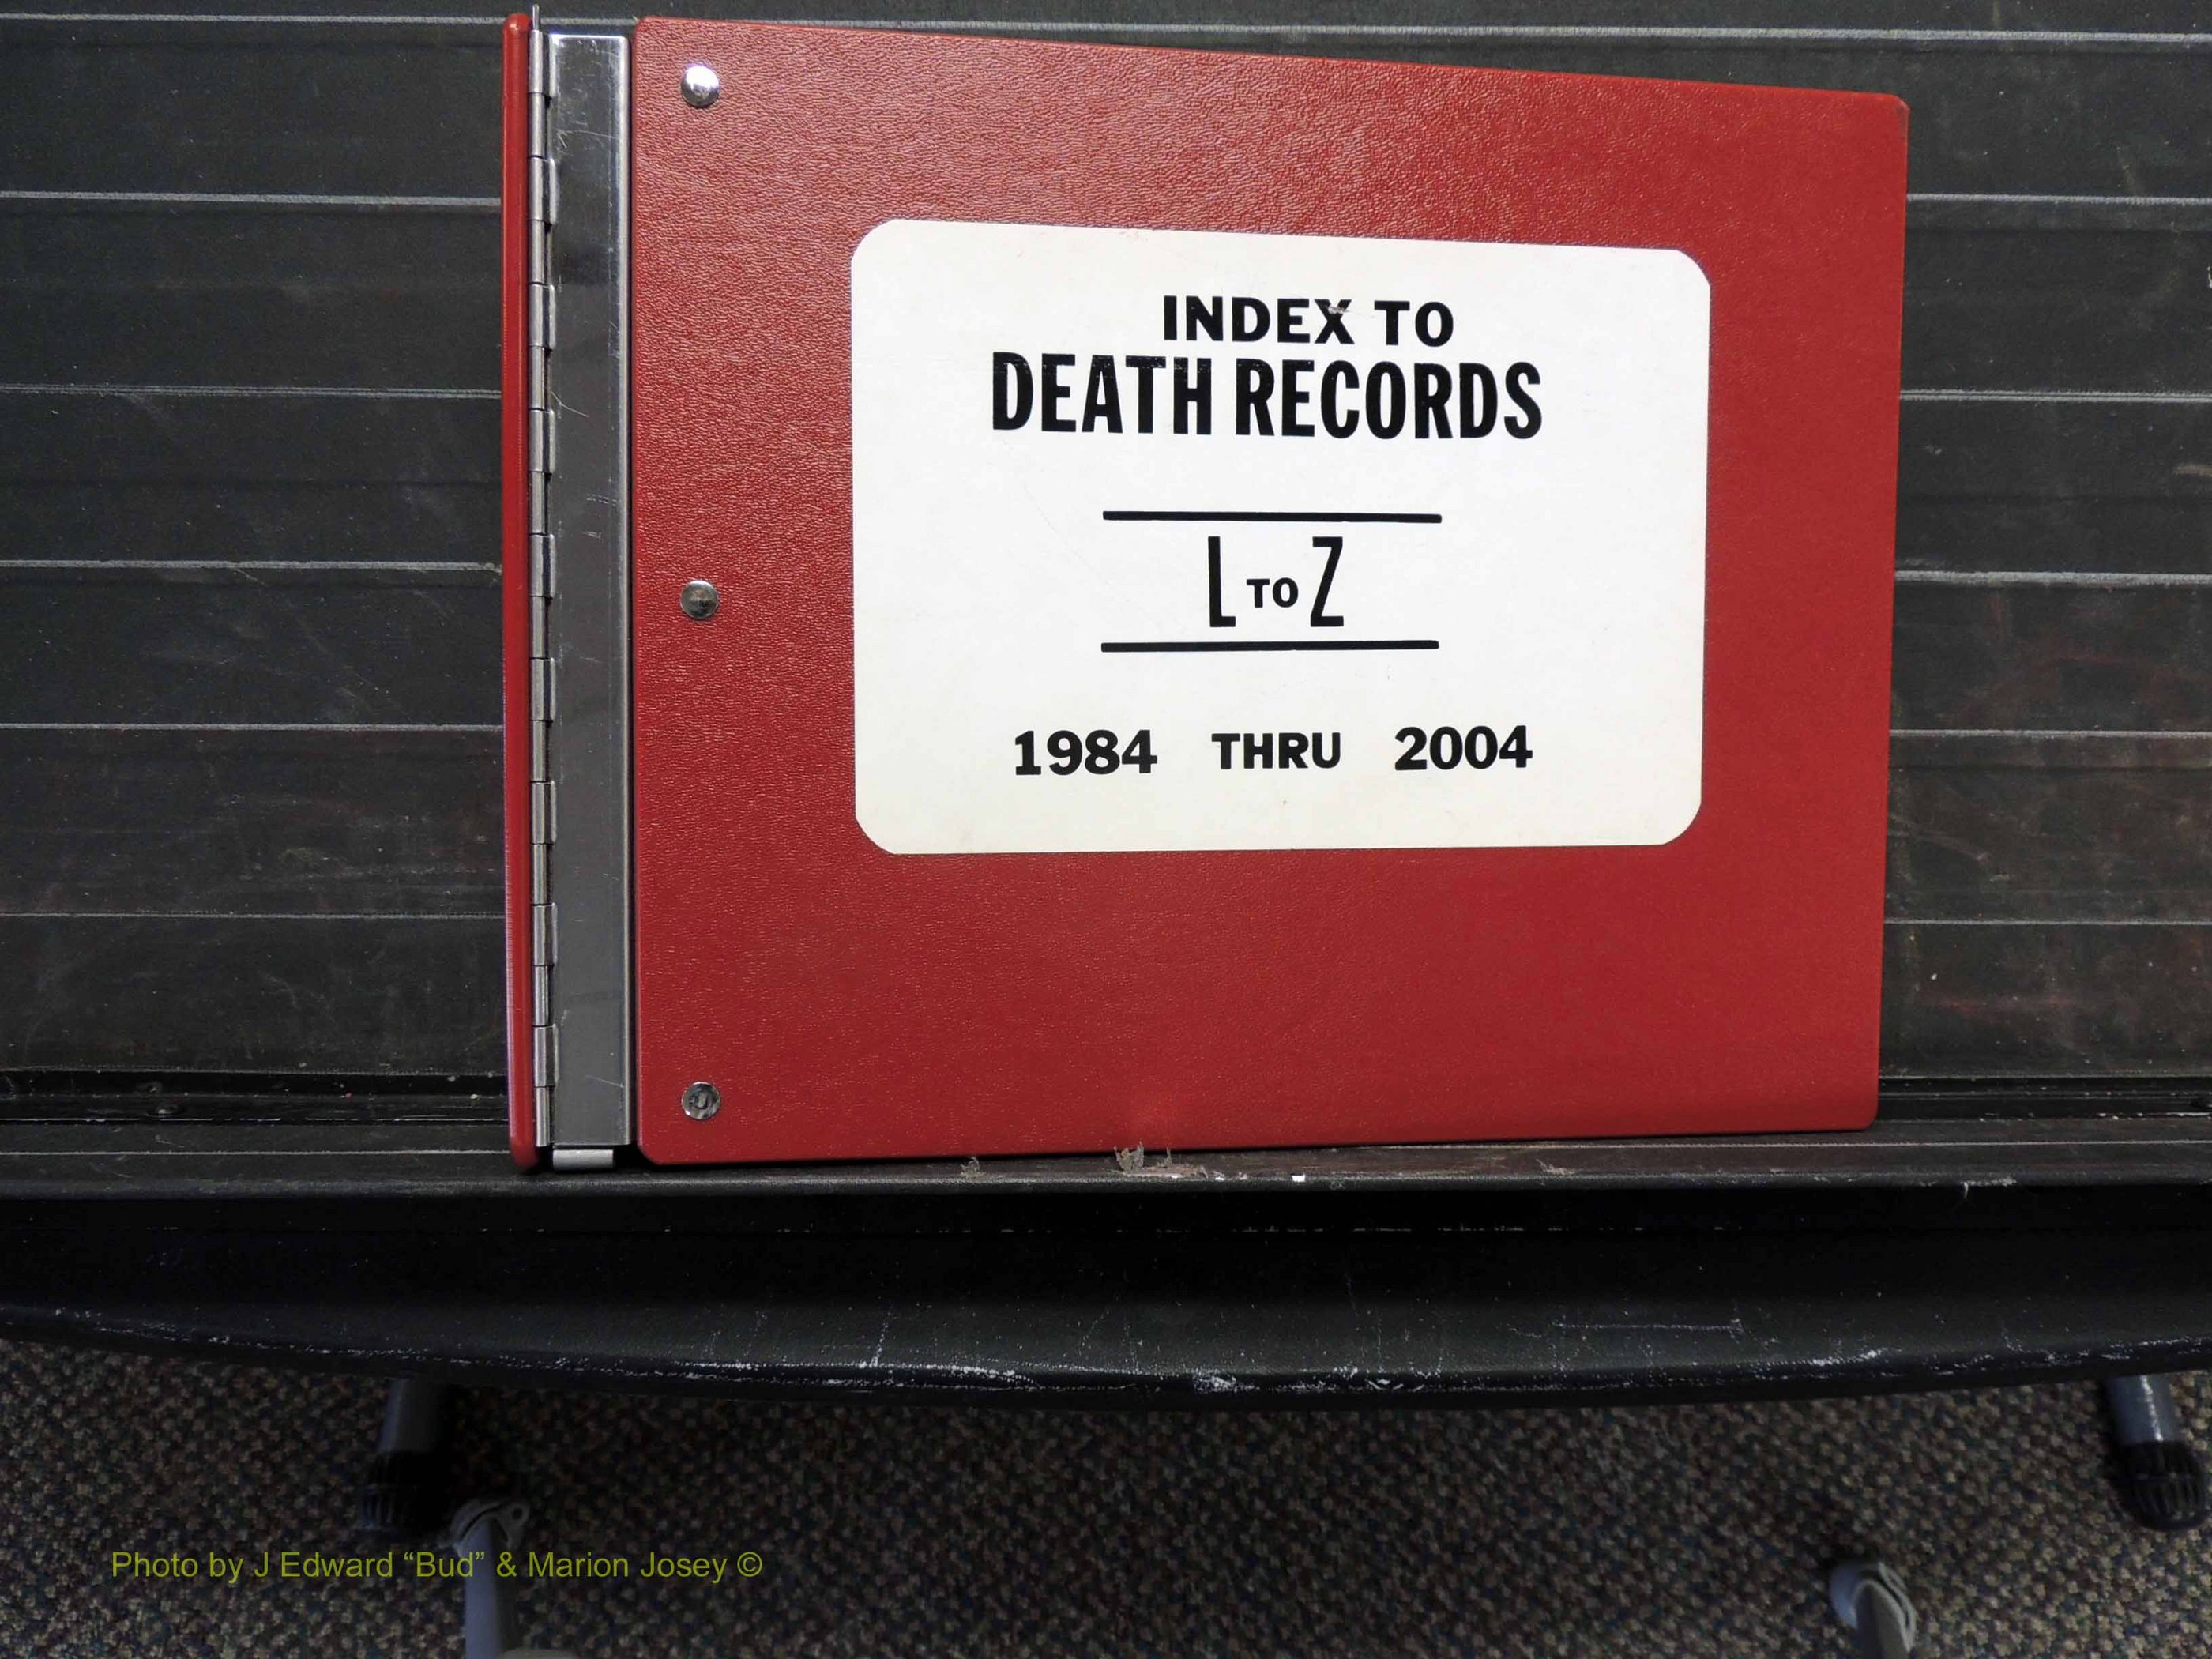 INDEX TO
DEATH RECORDS
L TO Z
1984 THRU 2004
Photo by J Edward “Bud” & Marion Josey ©